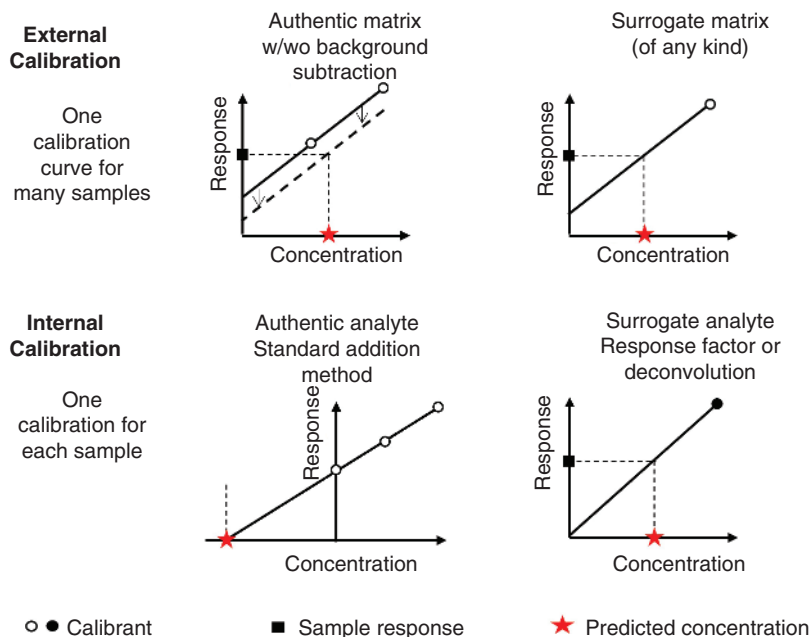 External
Calibration
One
calibration
curve for
many samples
Authentic matrix
w/wo background
subtraction
Response
Concentration
Surrogate matrix
(of any kind)
Response
Concentration
Internal
Calibration
One
calibration for
each sample
Authentic analyte
Standard addition
method
Response
Concentration
Surrogate analyte
Response factor or
deconvolution
Response
Concentration
Calibrant
Sample response
Predicted concentration